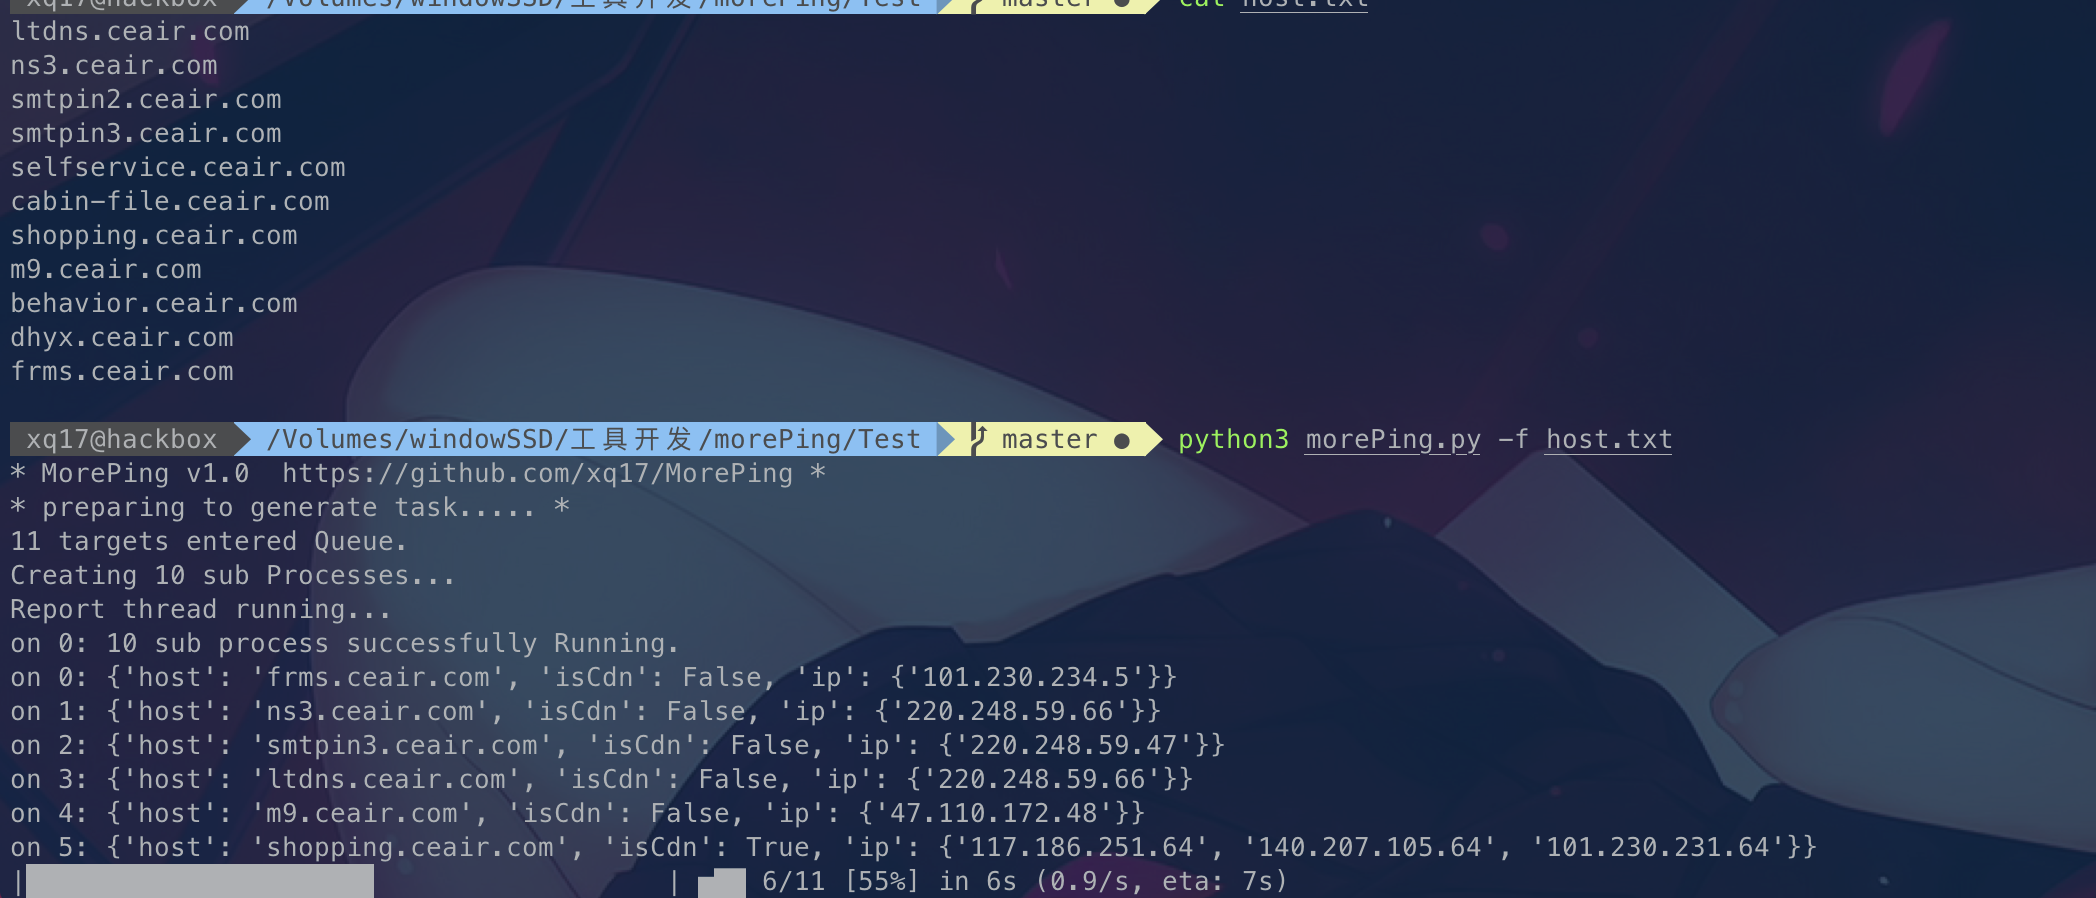 xq17@hackbox /Volumes/windowSSD/工具开发/morePing/Test master ● cat host.txt
ltdns.ceair.com
ns3.ceair.com
smtpin2.ceair.com
smtpin3.ceair.com
selfservice.ceair.com
cabin-file.ceair.com
shopping.ceair.com
m9.ceair.com
behavior.ceair.com
dhyx.ceair.com
frms.ceair.com
xq17@hackbox /Volumes/windowSSD/工具开发/morePing/Test master ● python3 morePing.py -f host.txt
* MorePing v1.0  https://github.com/xq17/MorePing *
* preparing to generate task..... *
11 targets entered Queue.
Creating 10 sub Processes...
Report thread running...
on 0: 10 sub process successfully Running.
on 0: {'host': 'frms.ceair.com', 'isCdn': False, 'ip': {'101.230.234.5'}}
on 1: {'host': 'ns3.ceair.com', 'isCdn': False, 'ip': {'220.248.59.66'}}
on 2: {'host': 'smtpin3.ceair.com', 'isCdn': False, 'ip': {'220.248.59.47'}}
on 3: {'host': 'ltdns.ceair.com', 'isCdn': False, 'ip': {'220.248.59.66'}}
on 4: {'host': 'm9.ceair.com', 'isCdn': False, 'ip': {'47.110.172.48'}}
on 5: {'host': 'shopping.ceair.com', 'isCdn': True, 'ip': {'117.186.251.64', '140.207.105.64', '101.230.231.64'}}
| | 6/11 [55%] in 6s (0.9/s, eta: 7s)